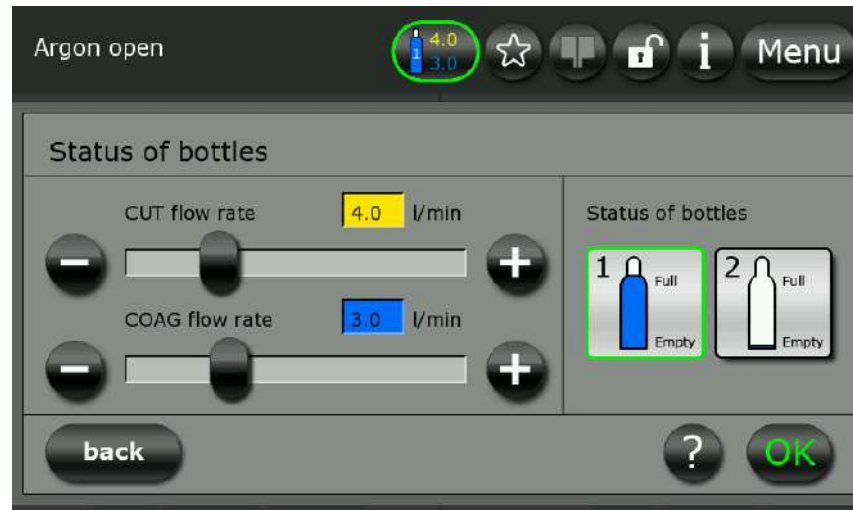 Argon open
1 4.0
3.0
i
Menu
Status of bottles
CUT flow rate 4.0 l/min
COAG flow rate 3.0 l/min
Status of bottles
1 Full
Empty
2 Full
Empty
back
?
OK